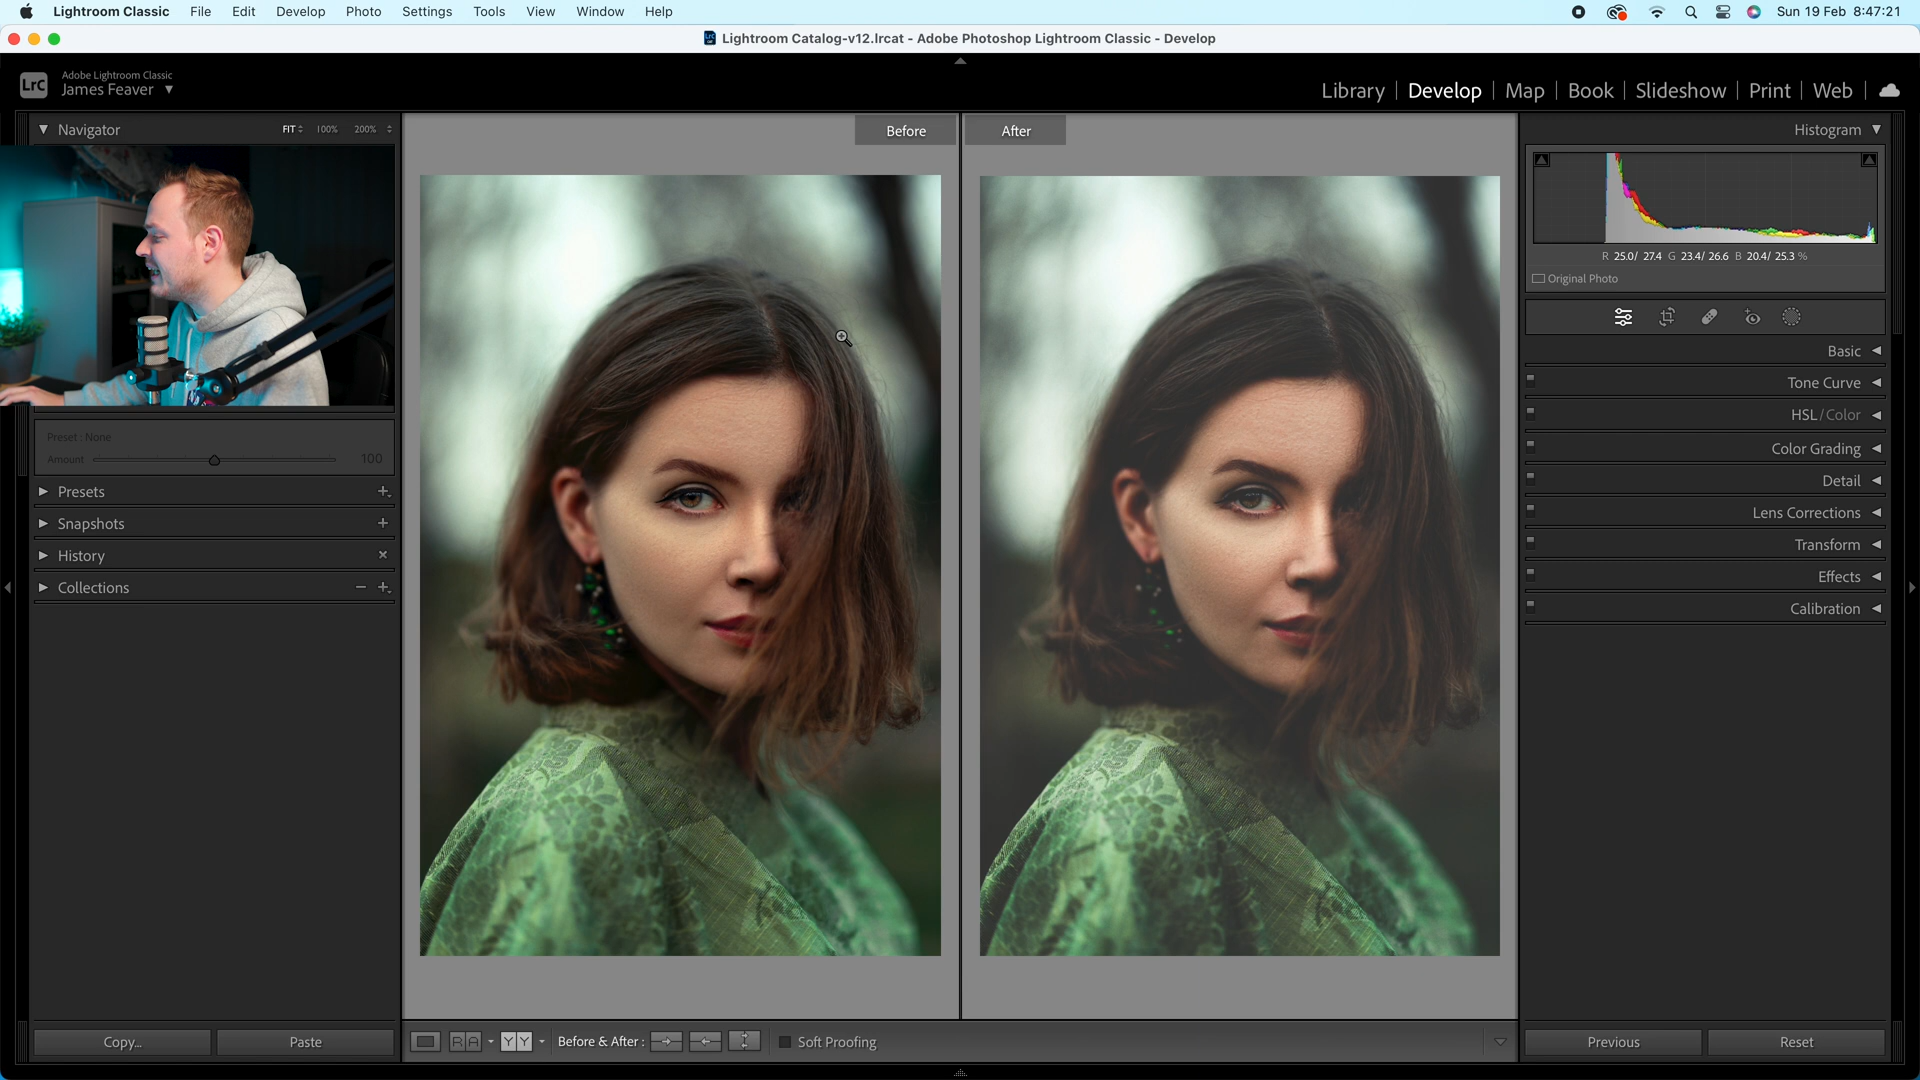 Lightroom Classic File Edit Develop Photo Settings Tools View Window Help Sun 19 Feb 8:47:21
Lightroom Catalog-v12.lrcat - Adobe Photoshop Lightroom Classic - Develop
LrC
Adobe Lightroom Classic
James Feaver
Library | Develop | Map | Book | Slideshow | Print | Web
Navigator FIT 100% 200%
Before
After
Histogram
R 25.0/ 27.4 G 23.4/ 26.6 B 20.4/ 25.3 %
Original Photo
Basic
Tone Curve
HSL / Color
Color Grading
Detail
Lens Corrections
Transform
Effects
Calibration
Preset : None
Amount 100
Presets
Snapshots
History
Collections
Copy...
Paste
R A
Y Y
Before & After :
Soft Proofing
Previous
Reset